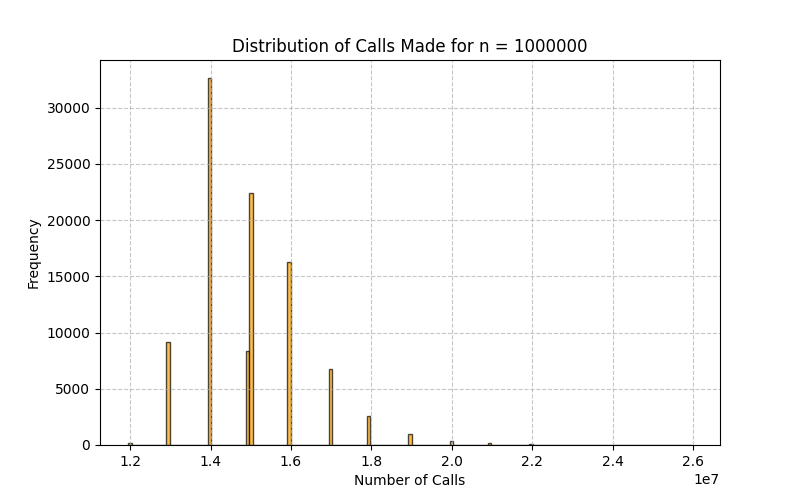 Distribution of Calls Made for n = 1000000
Frequency
30000
25000
20000
15000
10000
5000
0
1.2 1.4 1.6 1.8 2.0 2.2 2.4 2.6
1e7
Number of Calls